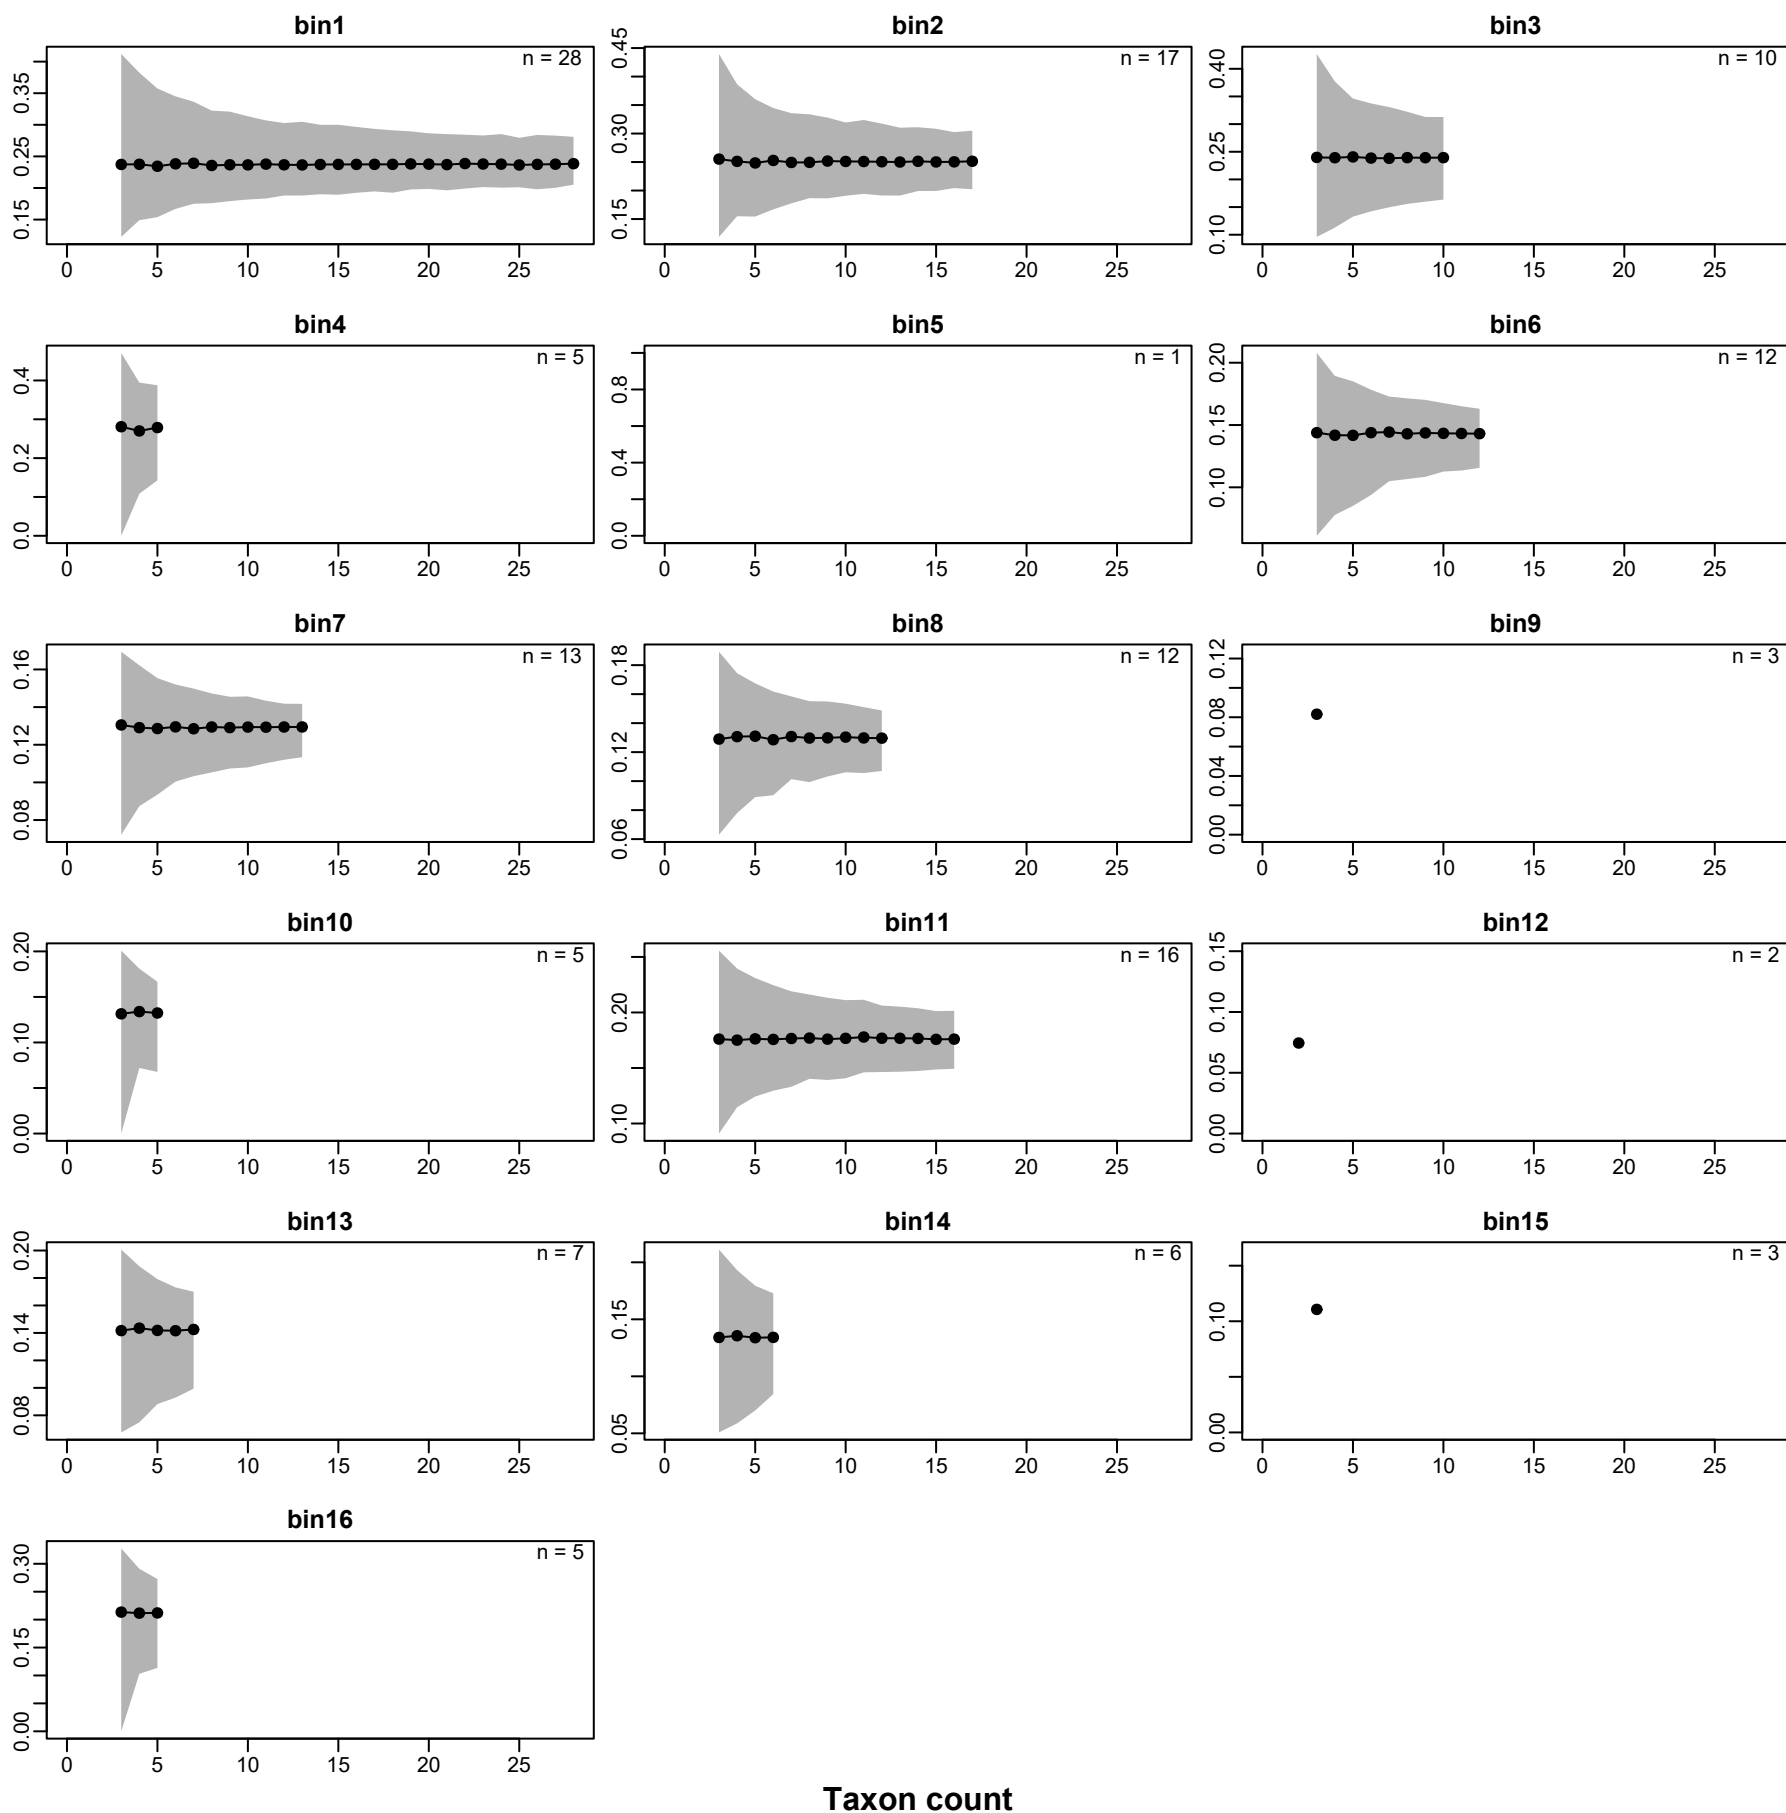 bin1
n = 28
0.15 0.25 0.35
0 5 10 15 20 25
bin2
n = 17
0.15 0.30 0.45
0 5 10 15 20 25
bin3
n = 10
0.10 0.25 0.40
0 5 10 15 20 25
bin4
n = 5
0.0 0.2 0.4
0 5 10 15 20 25
bin5
n = 1
0.0 0.4 0.8
0 5 10 15 20 25
bin6
n = 12
0.10 0.15 0.20
0 5 10 15 20 25
bin7
n = 13
0.08 0.12 0.16
0 5 10 15 20 25
bin8
n = 12
0.06 0.12 0.18
0 5 10 15 20 25
bin9
n = 3
0.00 0.04 0.08 0.12
0 5 10 15 20 25
bin10
n = 5
0.00 0.10 0.20
0 5 10 15 20 25
bin11
n = 16
0.10 0.20
0 5 10 15 20 25
bin12
n = 2
0.00 0.05 0.10 0.15
0 5 10 15 20 25
bin13
n = 7
0.08 0.14 0.20
0 5 10 15 20 25
bin14
n = 6
0.05 0.15
0 5 10 15 20 25
bin15
n = 3
0.00 0.10
0 5 10 15 20 25
bin16
n = 5
0.00 0.15 0.30
0 5 10 15 20 25
Taxon count